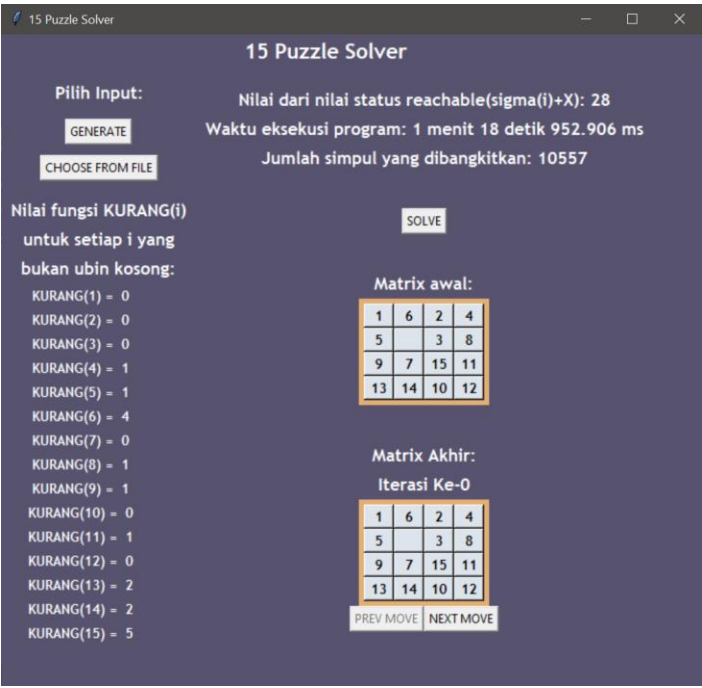 15 Puzzle Solver
15 Puzzle Solver
Pilih Input:
GENERATE
CHOOSE FROM FILE
Nilai fungsi KURANG(i)
untuk setiap i yang
bukan ubin kosong:
KURANG(1) = 0
KURANG(2) = 0
KURANG(3) = 0
KURANG(4) = 1
KURANG(5) = 1
KURANG(6) = 4
KURANG(7) = 0
KURANG(8) = 1
KURANG(9) = 1
KURANG(10) = 0
KURANG(11) = 1
KURANG(12) = 0
KURANG(13) = 2
KURANG(14) = 2
KURANG(15) = 5
Nilai dari nilai status reachable(sigma(i)+X): 28
Waktu eksekusi program: 1 menit 18 detik 952.906 ms
Jumlah simpul yang dibangkitkan: 10557
SOLVE
Matrix awal:
1 6 2 4
5 3 8
9 7 15 11
13 14 10 12
Matrix Akhir:
Iterasi Ke-0
1 6 2 4
5 3 8
9 7 15 11
13 14 10 12
PREV MOVE NEXT MOVE